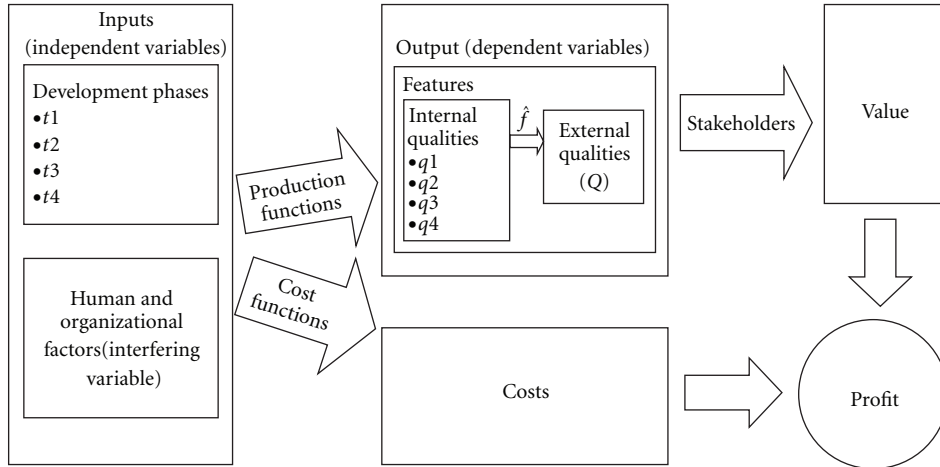 Inputs
(independent variables)
Development phases
•t1
•t2
•t3
•t4
Human and
organizational
factors(interfering
variable)
Production
functions
Cost
functions
Output (dependent variables)
Features
Internal
qualities
•q1
•q2
•q3
•q4
f̂
External
qualities
(Q)
Costs
Stakeholders
Value
Profit